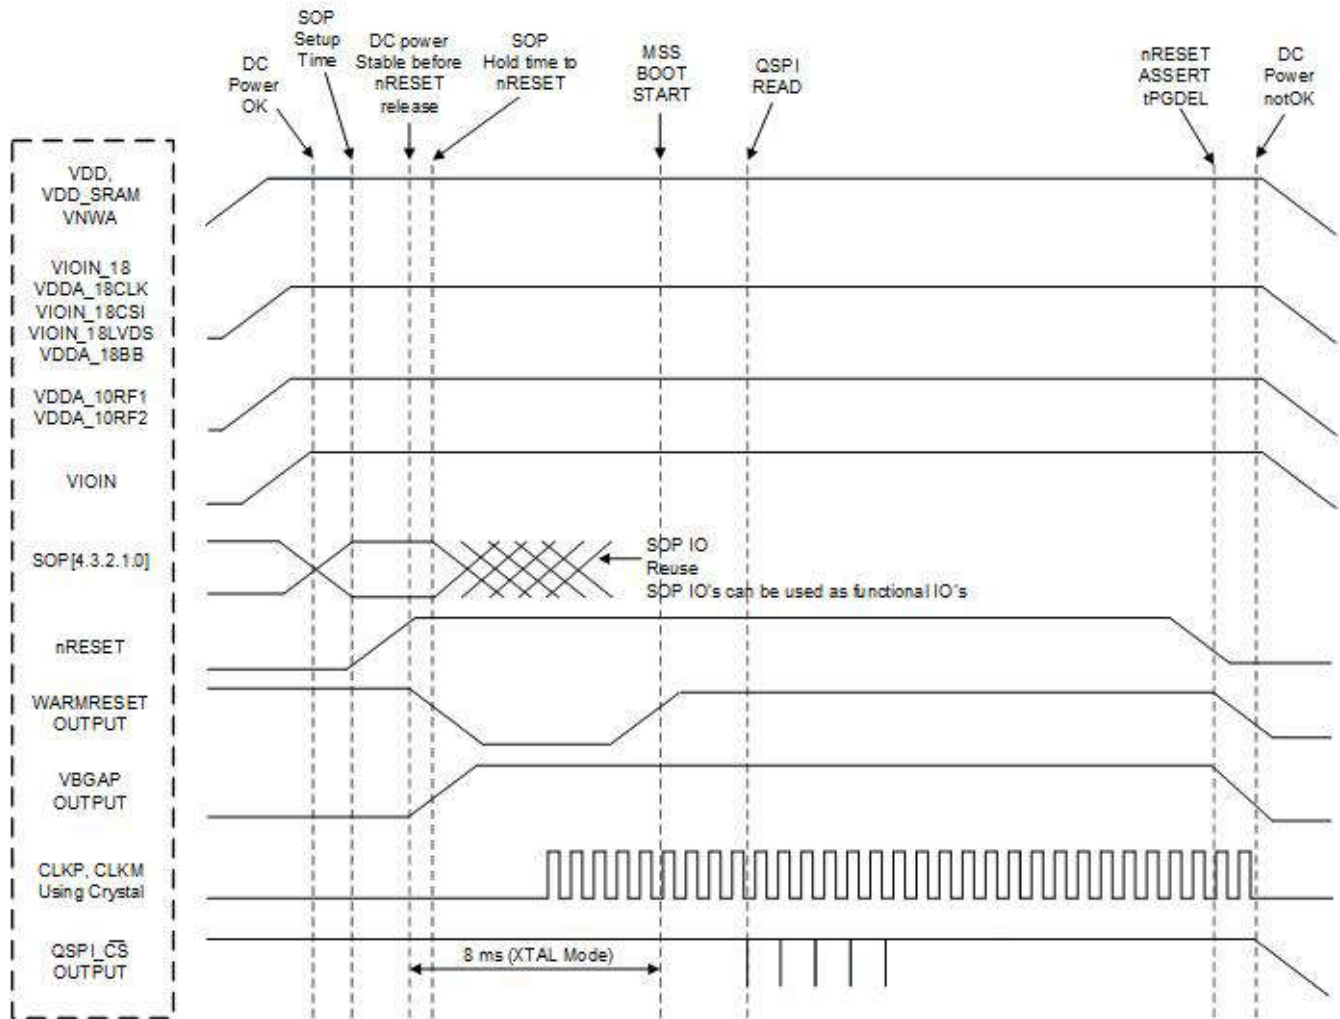 DC
Power
OK
SOP
Setup
Time
DC power
Stable before
nRESET
release
SOP
Hold time to
nRESET
MSS
BOOT
START
QSPI
READ
nRESET
ASSERT
tPGDEL
DC
Power
notOK
VDD,
VDD_SRAM
VNWA
VIOIN_18
VDDA_18CLK
VIOIN_18CSI
VIOIN_18LVDS
VDDA_18BB
VDDA_10RF1
VDDA_10RF2
VIOIN
SOP[4.3.2.1.0]
SOP IO
Reuse
SOP IO's can be used as functional IO's
nRESET
WARMRESET
OUTPUT
VBGAP
OUTPUT
CLKP, CLKM
Using Crystal
QSPI_CS
OUTPUT
8 ms (XTAL Mode)